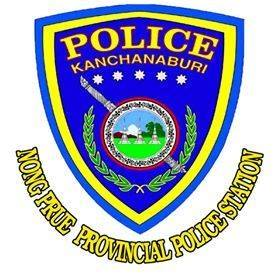 POLICE
KANCHANABURI
NONG PRUE PROVINCIAL POLICE STATION